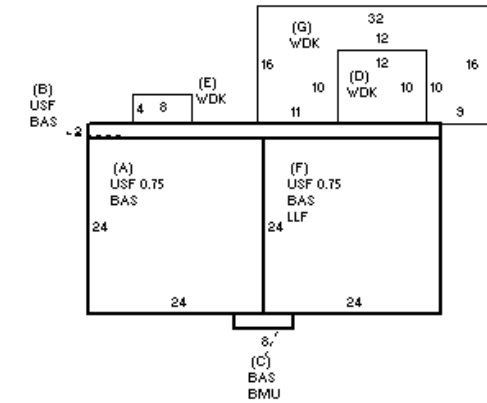 32
(G)
WDK
12
16
12
16
(D)
WDK
10
10
10
(E)
WDK
4
8
11
9
(B)
USF
BAS
2
(A)
USF 0.75
BAS
24
24
(F)
USF 0.75
BAS
LLF
24
24
8
(C)
BAS
BMU